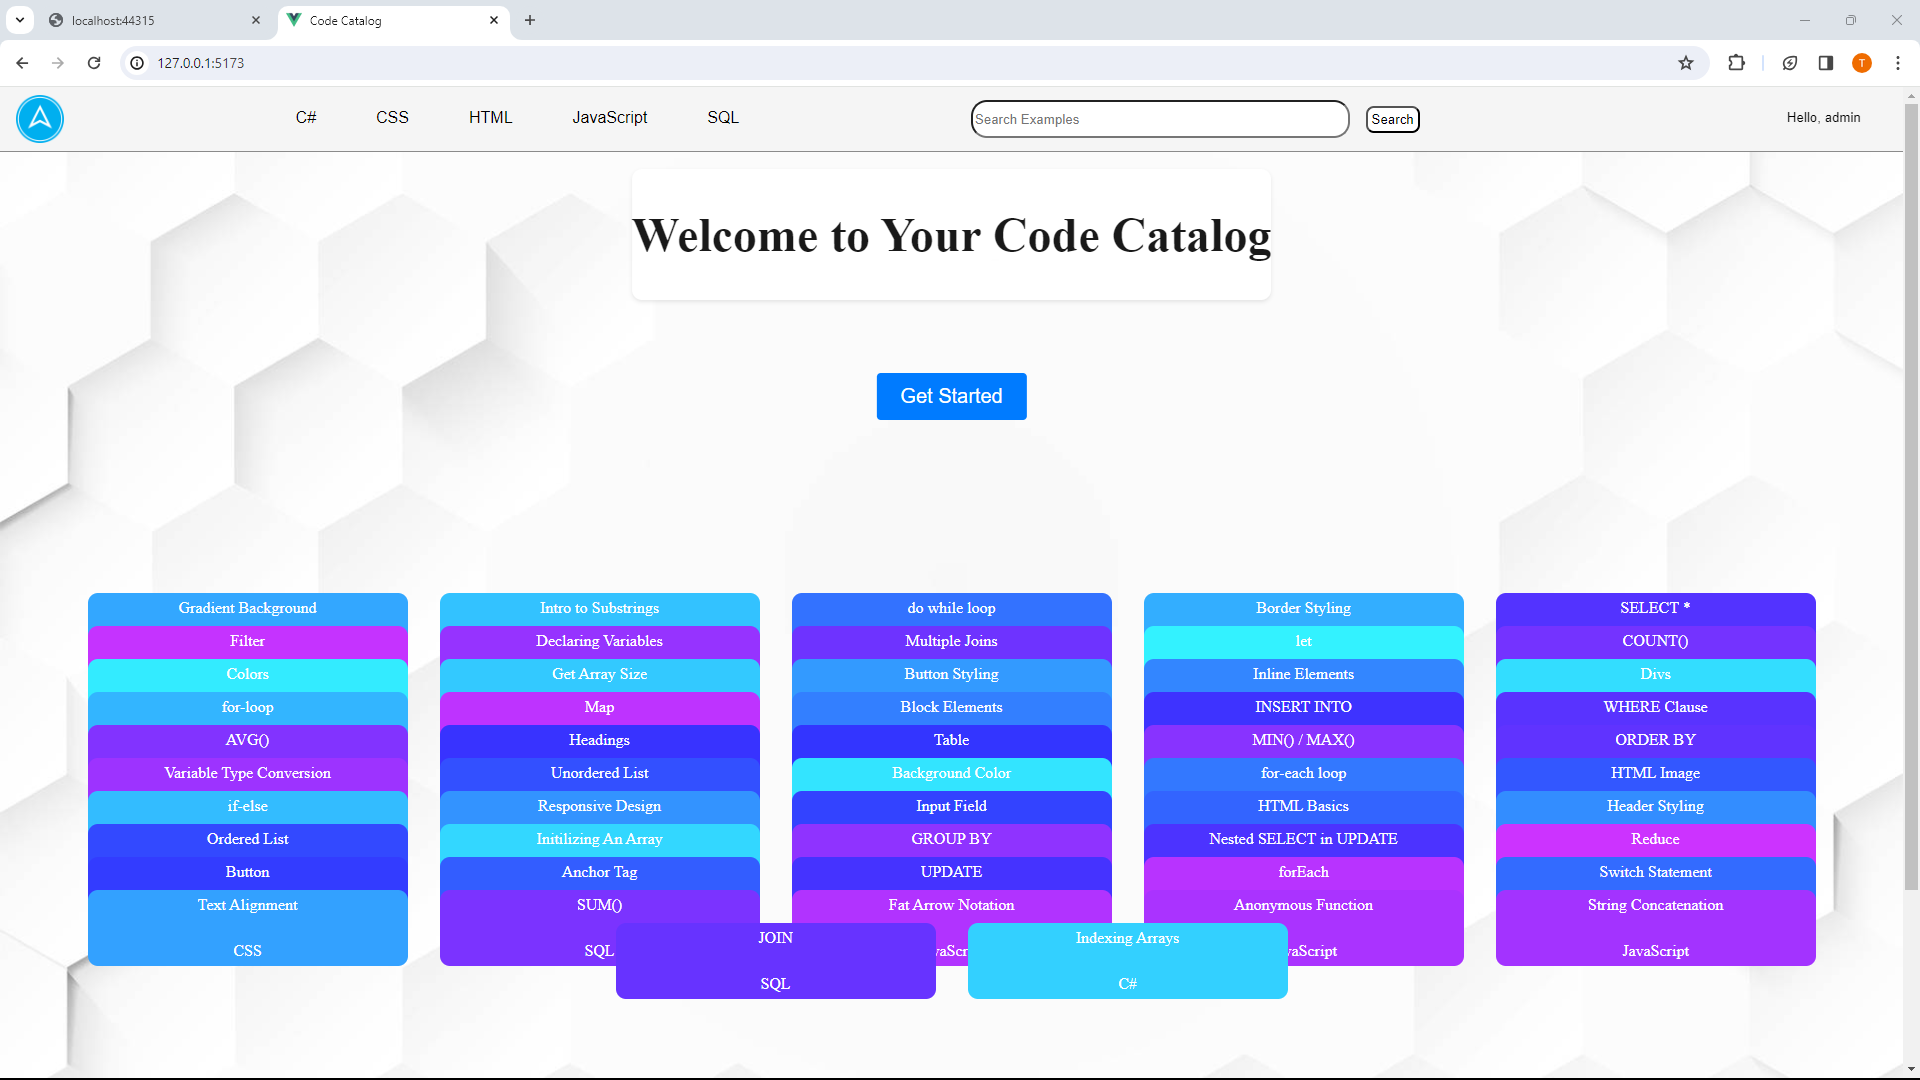 localhost:44315
Code Catalog
127.0.0.1:5173
T
C# CSS HTML JavaScript SQL
Search Examples
Search
Hello, admin
Welcome to Your Code Catalog
Get Started
Gradient Background Intro to Substrings do while loop Border Styling SELECT *
Filter Declaring Variables Multiple Joins let COUNT()
Colors Get Array Size Button Styling Inline Elements Divs
for-loop Map Block Elements INSERT INTO WHERE Clause
AVG() Headings Table MIN() / MAX() ORDER BY
Variable Type Conversion Unordered List Background Color for-each loop HTML Image
if-else Responsive Design Input Field HTML Basics Header Styling
Ordered List Initilizing An Array GROUP BY Nested SELECT in UPDATE Reduce
Button Anchor Tag UPDATE forEach Switch Statement
Text Alignment SUM() Fat Arrow Notation Anonymous Function String Concatenation
JOIN Indexing Arrays
CSS SQL JavaScript
SQL C#